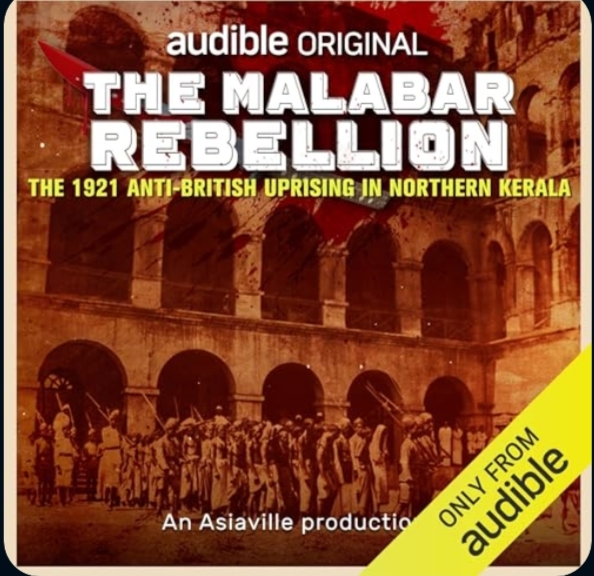 audible ORIGINAL
THE MALABAR
REBELLION
THE 1921 ANTI-BRITISH UPRISING IN NORTHERN KERALA
An Asiaville productio
ONLY FROM
audible